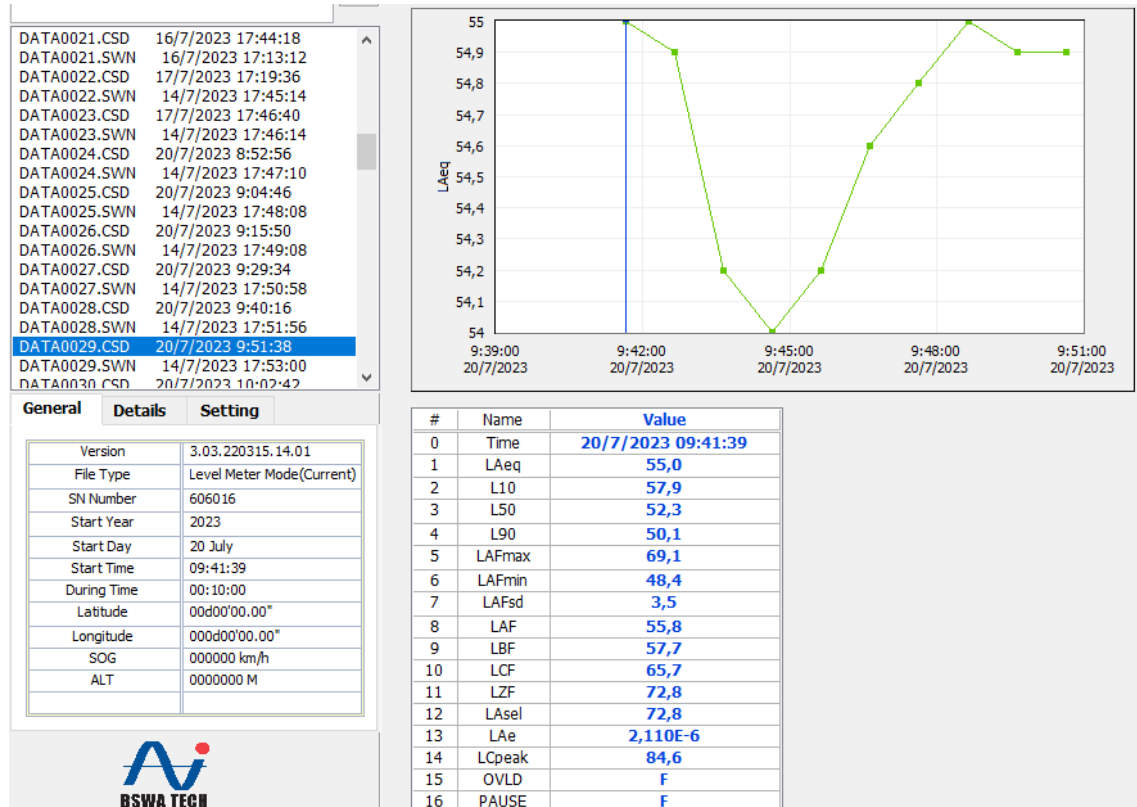 DATA0021.CSD 16/7/2023 17:44:18
DATA0021.SWN 16/7/2023 17:13:12
DATA0022.CSD 17/7/2023 17:19:36
DATA0022.SWN 14/7/2023 17:45:14
DATA0023.CSD 17/7/2023 17:46:40
DATA0023.SWN 14/7/2023 17:46:14
DATA0024.CSD 20/7/2023 8:52:56
DATA0024.SWN 14/7/2023 17:47:10
DATA0025.CSD 20/7/2023 9:04:46
DATA0025.SWN 14/7/2023 17:48:08
DATA0026.CSD 20/7/2023 9:15:50
DATA0026.SWN 14/7/2023 17:49:08
DATA0027.CSD 20/7/2023 9:29:34
DATA0027.SWN 14/7/2023 17:50:58
DATA0028.CSD 20/7/2023 9:40:16
DATA0028.SWN 14/7/2023 17:51:56
DATA0029.CSD 20/7/2023 9:51:38
DATA0029.SWN 14/7/2023 17:53:00
DATA0030.CSD 20/7/2023 10:02:42
55
54,9
54,8
54,7
54,6
54,5
54,4
54,3
54,2
54,1
54
LAeq
9:39:00 9:42:00 9:45:00 9:48:00 9:51:00
20/7/2023 20/7/2023 20/7/2023 20/7/2023 20/7/2023
General Details Setting
Version 3.03.220315.14.01
File Type Level Meter Mode(Current)
SN Number 606016
Start Year 2023
Start Day 20 July
Start Time 09:41:39
During Time 00:10:00
Latitude 00d00'00.00"
Longitude 000d00'00.00"
SOG 000000 km/h
ALT 0000000 M
BSWA TECH
# Name Value
0 Time 20/7/2023 09:41:39
1 LAeq 55,0
2 L10 57,9
3 L50 52,3
4 L90 50,1
5 LAFmax 69,1
6 LAFmin 48,4
7 LAFsd 3,5
8 LAF 55,8
9 LBF 57,7
10 LCF 65,7
11 LZF 72,8
12 LAsel 72,8
13 LAe 2,110E-6
14 LCpeak 84,6
15 OVLD F
16 PAUSE F